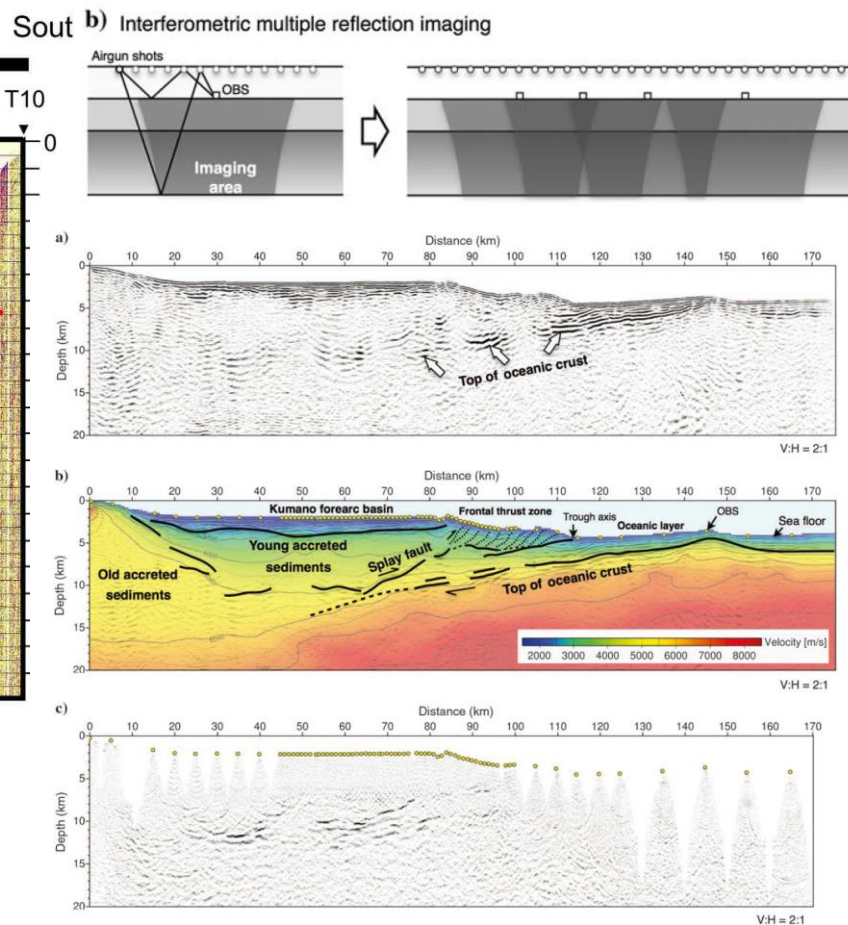 Sout
T10
0
b) Interferometric multiple reflection imaging
Airgun shots
OBS
Imaging
area
a)
Distance (km)
0 10 20 30 40 50 60 70 80 90 100 110 120 130 140 150 160 170
Depth (km)
0
5
10
15
20
Top of oceanic crust
V:H = 2:1
b)
Distance (km)
0 10 20 30 40 50 60 70 80 90 100 110 120 130 140 150 160 170
Depth (km)
0
5
10
15
20
Kumano forearc basin
Frontal thrust zone
Trough axis
Oceanic layer
OBS
Sea floor
Young accreted
sediments
Splay fault
Old accreted
sediments
Top of oceanic crust
Velocity [m/s]
2000 3000 4000 5000 6000 7000 8000
V:H = 2:1
c)
Distance (km)
0 10 20 30 40 50 60 70 80 90 100 110 120 130 140 150 160 170
Depth (km)
0
5
10
15
20
V:H = 2:1